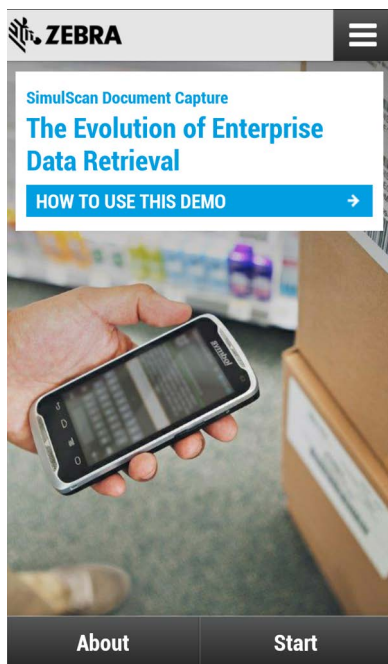 ZEBRA
SimulScan Document Capture
The Evolution of Enterprise
Data Retrieval
HOW TO USE THIS DEMO
symbol
About
Start